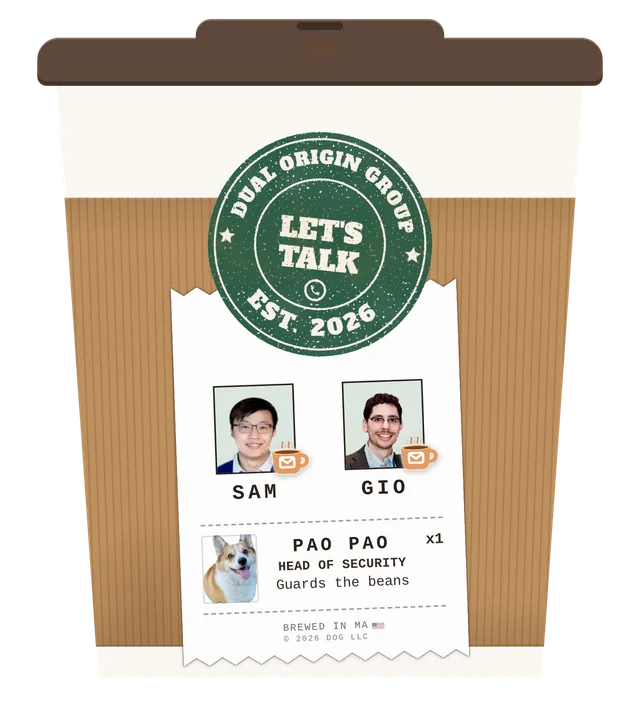 DUAL ORIGIN GROUP
LET'S
TALK
EST. 2026
SAM
GIO
PAO PAO x1
HEAD OF SECURITY
Guards the beans
BREWED IN MA 🇺🇸
© 2026 DOG LLC